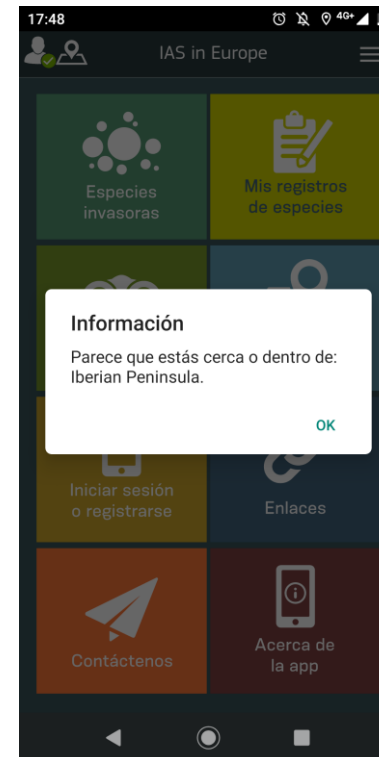 17:48
4G+
IAS in Europe
Especies
invasoras
Mis registros
de especies
Información
Parece que estás cerca o dentro de:
Iberian Peninsula.
OK
Iniciar sesión
o registrarse
Enlaces
Contáctenos
Acerca de
la app